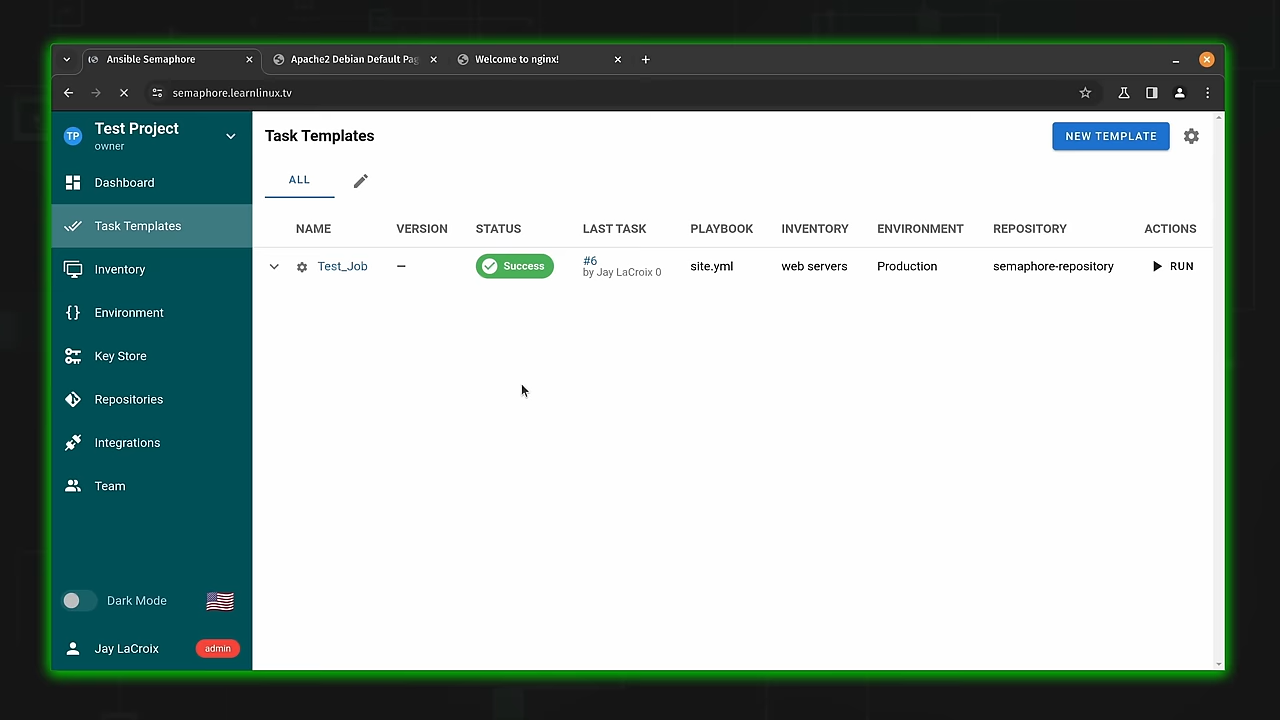 Ansible Semaphore
Apache2 Debian Default Pag
Welcome to nginx!
semaphore.learnlinux.tv
TP
Test Project
owner
Dashboard
Task Templates
Inventory
Environment
Key Store
Repositories
Integrations
Team
Dark Mode
Jay LaCroix
admin
Task Templates
NEW TEMPLATE
ALL
NAME VERSION STATUS LAST TASK PLAYBOOK INVENTORY ENVIRONMENT REPOSITORY ACTIONS
Test_Job — Success #6 site.yml web servers Production semaphore-repository RUN
by Jay LaCroix 0